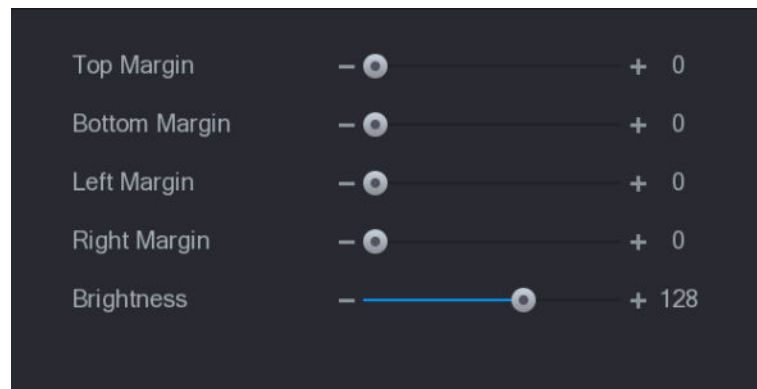 Top Margin - + 0
Bottom Margin - + 0
Left Margin - + 0
Right Margin - + 0
Brightness - + 128